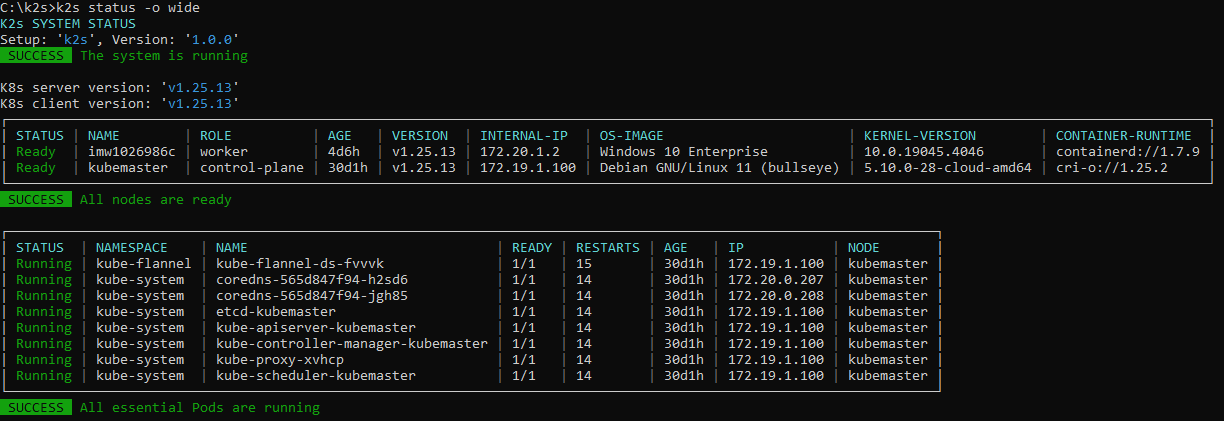 C:\k2s>k2s status -o wide
K2s SYSTEM STATUS
Setup: 'k2s', Version: '1.0.0'
SUCCESS The system is running
K8s server version: 'v1.25.13'
K8s client version: 'v1.25.13'
STATUS | NAME | ROLE | AGE | VERSION | INTERNAL-IP | OS-IMAGE | KERNEL-VERSION | CONTAINER-RUNTIME
Ready | imw1026986c | worker | 4d6h | v1.25.13 | 172.20.1.2 | Windows 10 Enterprise | 10.0.19045.4046 | containerd://1.7.9
Ready | kubemaster | control-plane | 30d1h | v1.25.13 | 172.19.1.100 | Debian GNU/Linux 11 (bullseye) | 5.10.0-28-cloud-amd64 | cri-o://1.25.2
SUCCESS All nodes are ready
STATUS | NAMESPACE | NAME | READY | RESTARTS | AGE | IP | NODE
Running | kube-flannel | kube-flannel-ds-fvvvk | 1/1 | 15 | 30d1h | 172.19.1.100 | kubemaster
Running | kube-system | coredns-565d847f94-h2sd6 | 1/1 | 14 | 30d1h | 172.20.0.207 | kubemaster
Running | kube-system | coredns-565d847f94-jgh85 | 1/1 | 14 | 30d1h | 172.20.0.208 | kubemaster
Running | kube-system | etcd-kubemaster | 1/1 | 14 | 30d1h | 172.19.1.100 | kubemaster
Running | kube-system | kube-apiserver-kubemaster | 1/1 | 14 | 30d1h | 172.19.1.100 | kubemaster
Running | kube-system | kube-controller-manager-kubemaster | 1/1 | 14 | 30d1h | 172.19.1.100 | kubemaster
Running | kube-system | kube-proxy-xvhcp | 1/1 | 14 | 30d1h | 172.19.1.100 | kubemaster
Running | kube-system | kube-scheduler-kubemaster | 1/1 | 14 | 30d1h | 172.19.1.100 | kubemaster
SUCCESS All essential Pods are running